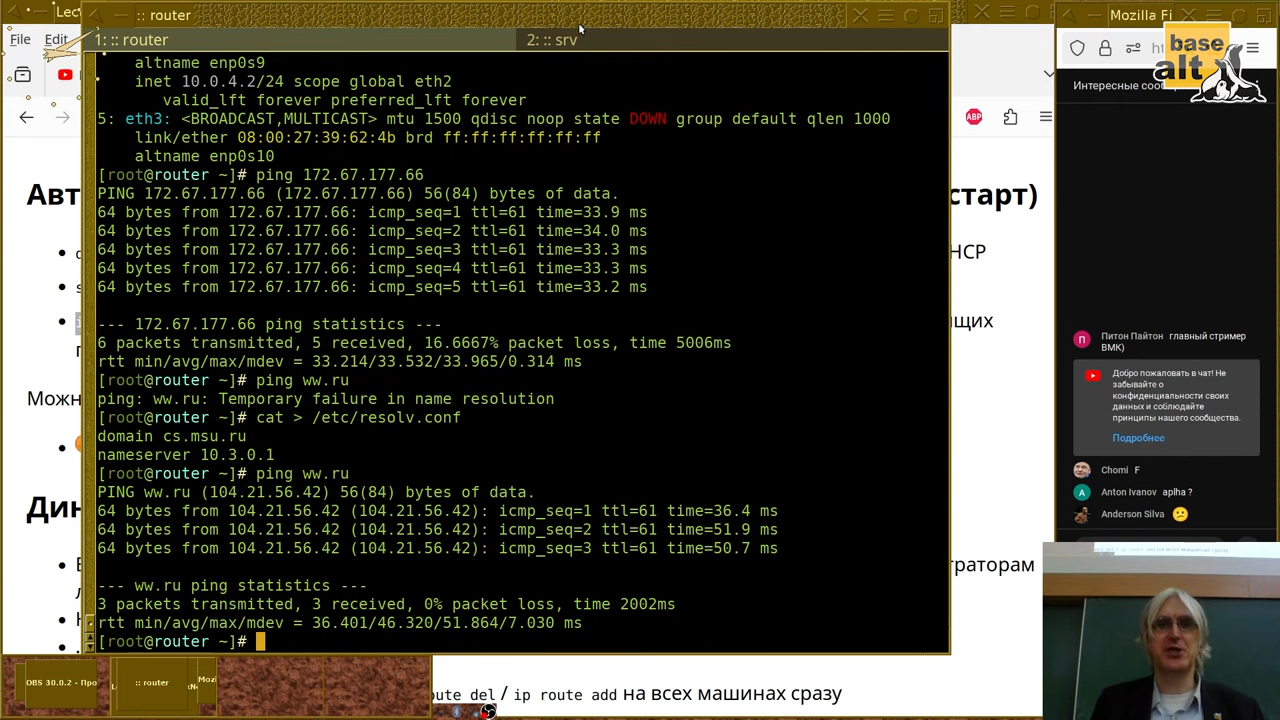 Lec
:: router
Mozilla Fi
File
Edit
1: :: router
2: :: srv
base
alt
Интересные сооб
altname enp0s9
inet 10.0.4.2/24 scope global eth2
valid_lft forever preferred_lft forever
5: eth3: <BROADCAST,MULTICAST> mtu 1500 qdisc noop state DOWN group default qlen 1000
link/ether 08:00:27:39:62:4b brd ff:ff:ff:ff:ff:ff
altname enp0s10
[root@router ~]# ping 172.67.177.66
PING 172.67.177.66 (172.67.177.66) 56(84) bytes of data.
64 bytes from 172.67.177.66: icmp_seq=1 ttl=61 time=33.9 ms
64 bytes from 172.67.177.66: icmp_seq=2 ttl=61 time=34.0 ms
64 bytes from 172.67.177.66: icmp_seq=3 ttl=61 time=33.3 ms
64 bytes from 172.67.177.66: icmp_seq=4 ttl=61 time=33.3 ms
64 bytes from 172.67.177.66: icmp_seq=5 ttl=61 time=33.2 ms
--- 172.67.177.66 ping statistics ---
6 packets transmitted, 5 received, 16.6667% packet loss, time 5006ms
rtt min/avg/max/mdev = 33.214/33.532/33.965/0.314 ms
[root@router ~]# ping ww.ru
ping: ww.ru: Temporary failure in name resolution
[root@router ~]# cat > /etc/resolv.conf
domain cs.msu.ru
nameserver 10.3.0.1
[root@router ~]# ping ww.ru
PING ww.ru (104.21.56.42) 56(84) bytes of data.
64 bytes from 104.21.56.42 (104.21.56.42): icmp_seq=1 ttl=61 time=36.4 ms
64 bytes from 104.21.56.42 (104.21.56.42): icmp_seq=2 ttl=61 time=51.9 ms
64 bytes from 104.21.56.42 (104.21.56.42): icmp_seq=3 ttl=61 time=50.7 ms
--- ww.ru ping statistics ---
3 packets transmitted, 3 received, 0% packet loss, time 2002ms
rtt min/avg/max/mdev = 36.401/46.320/51.864/7.030 ms
[root@router ~]#
Авт
старт)
HCP
щих
Можн
Дин
траторам
ABP
oute del / ip route add на всех машинах сразу
Питон Пайтон главный стример
ВМК)
Добро пожаловать в чат! Не
забывайте о
конфиденциальности своих
данных и соблюдайте
принципы нашего сообщества.
Подробнее
Chomi F
Anton Ivanov aplha ?
Anderson Silva
OBS 30.0.2 - Про
:: router
Mozi